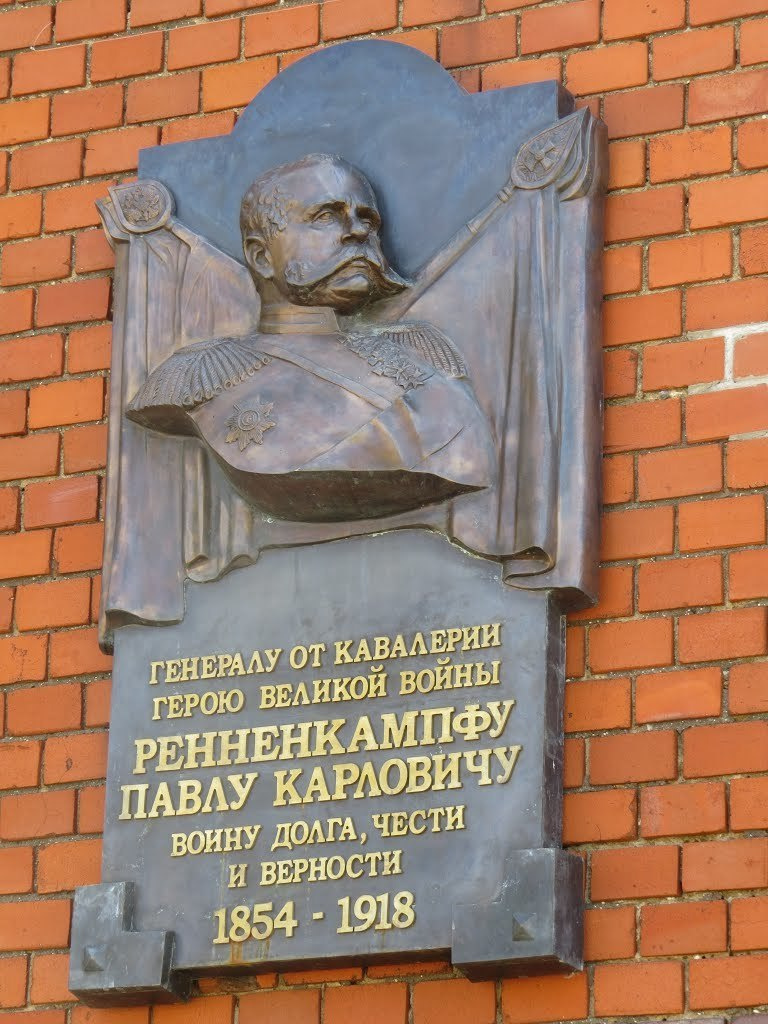 ГЕНЕРАЛУ ОТ КАВАЛЕРИИ
ГЕРОЮ ВЕЛИКОЙ ВОЙНЫ
РЕННЕНКАМПФУ
ПАВЛУ КАРЛОВИЧУ
ВОИНУ ДОЛГА, ЧЕСТИ
И ВЕРНОСТИ
1854 - 1918